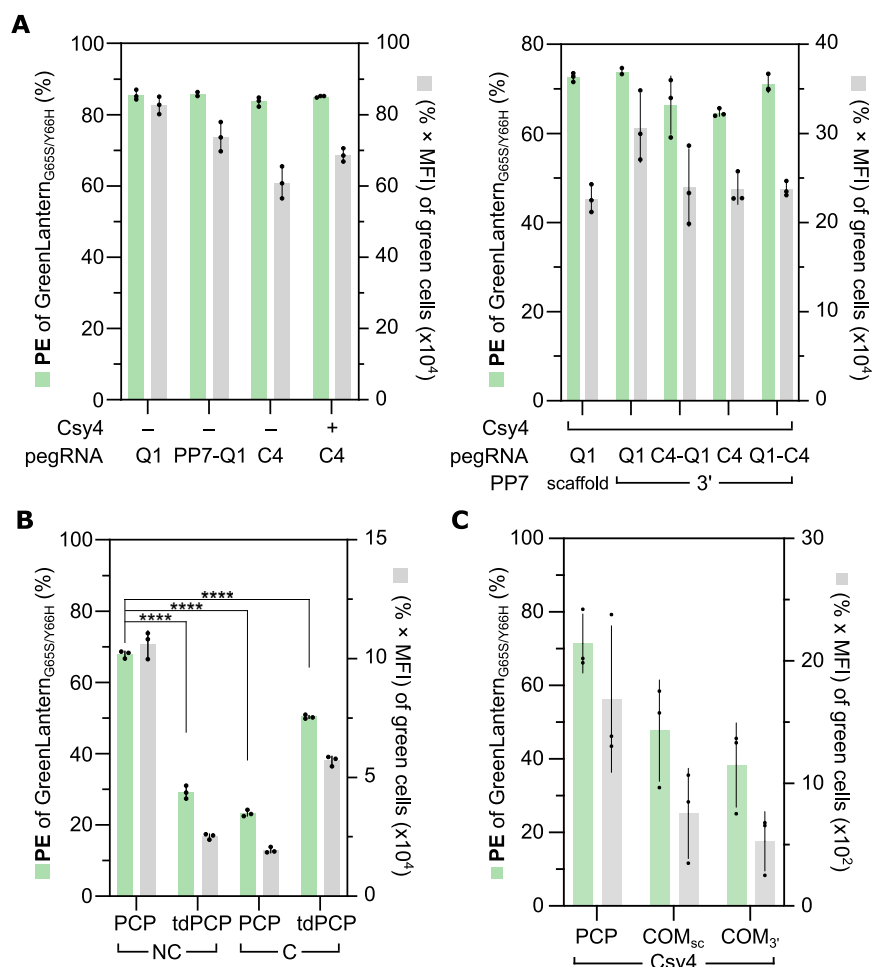 A
PE of GreenLantern G65S/Y66H (%)
100
80
60
40
20
0
100
80
60
40
20
0
(% × MFI) of green cells (x10⁴)
Csy4 – – – +
pegRNA Q1 PP7-Q1 C4 C4
PE of GreenLantern G65S/Y66H (%)
80
60
40
20
0
40
30
20
10
0
(% × MFI) of green cells (x10⁴)
Csy4
pegRNA Q1 Q1 C4-Q1 C4 Q1-C4
PP7 scaffold 3'
B
PE of GreenLantern G65S/Y66H (%)
100
80
60
40
20
0
15
10
5
0
(% × MFI) of green cells (x10⁴)
****
****
****
PCP tdPCP PCP tdPCP
NC C
C
PE of GreenLantern G65S/Y66H (%)
100
80
60
40
20
0
30
20
10
0
(% x MFI) of green cells (x10²)
PCP COMsc COM3'
Csy4